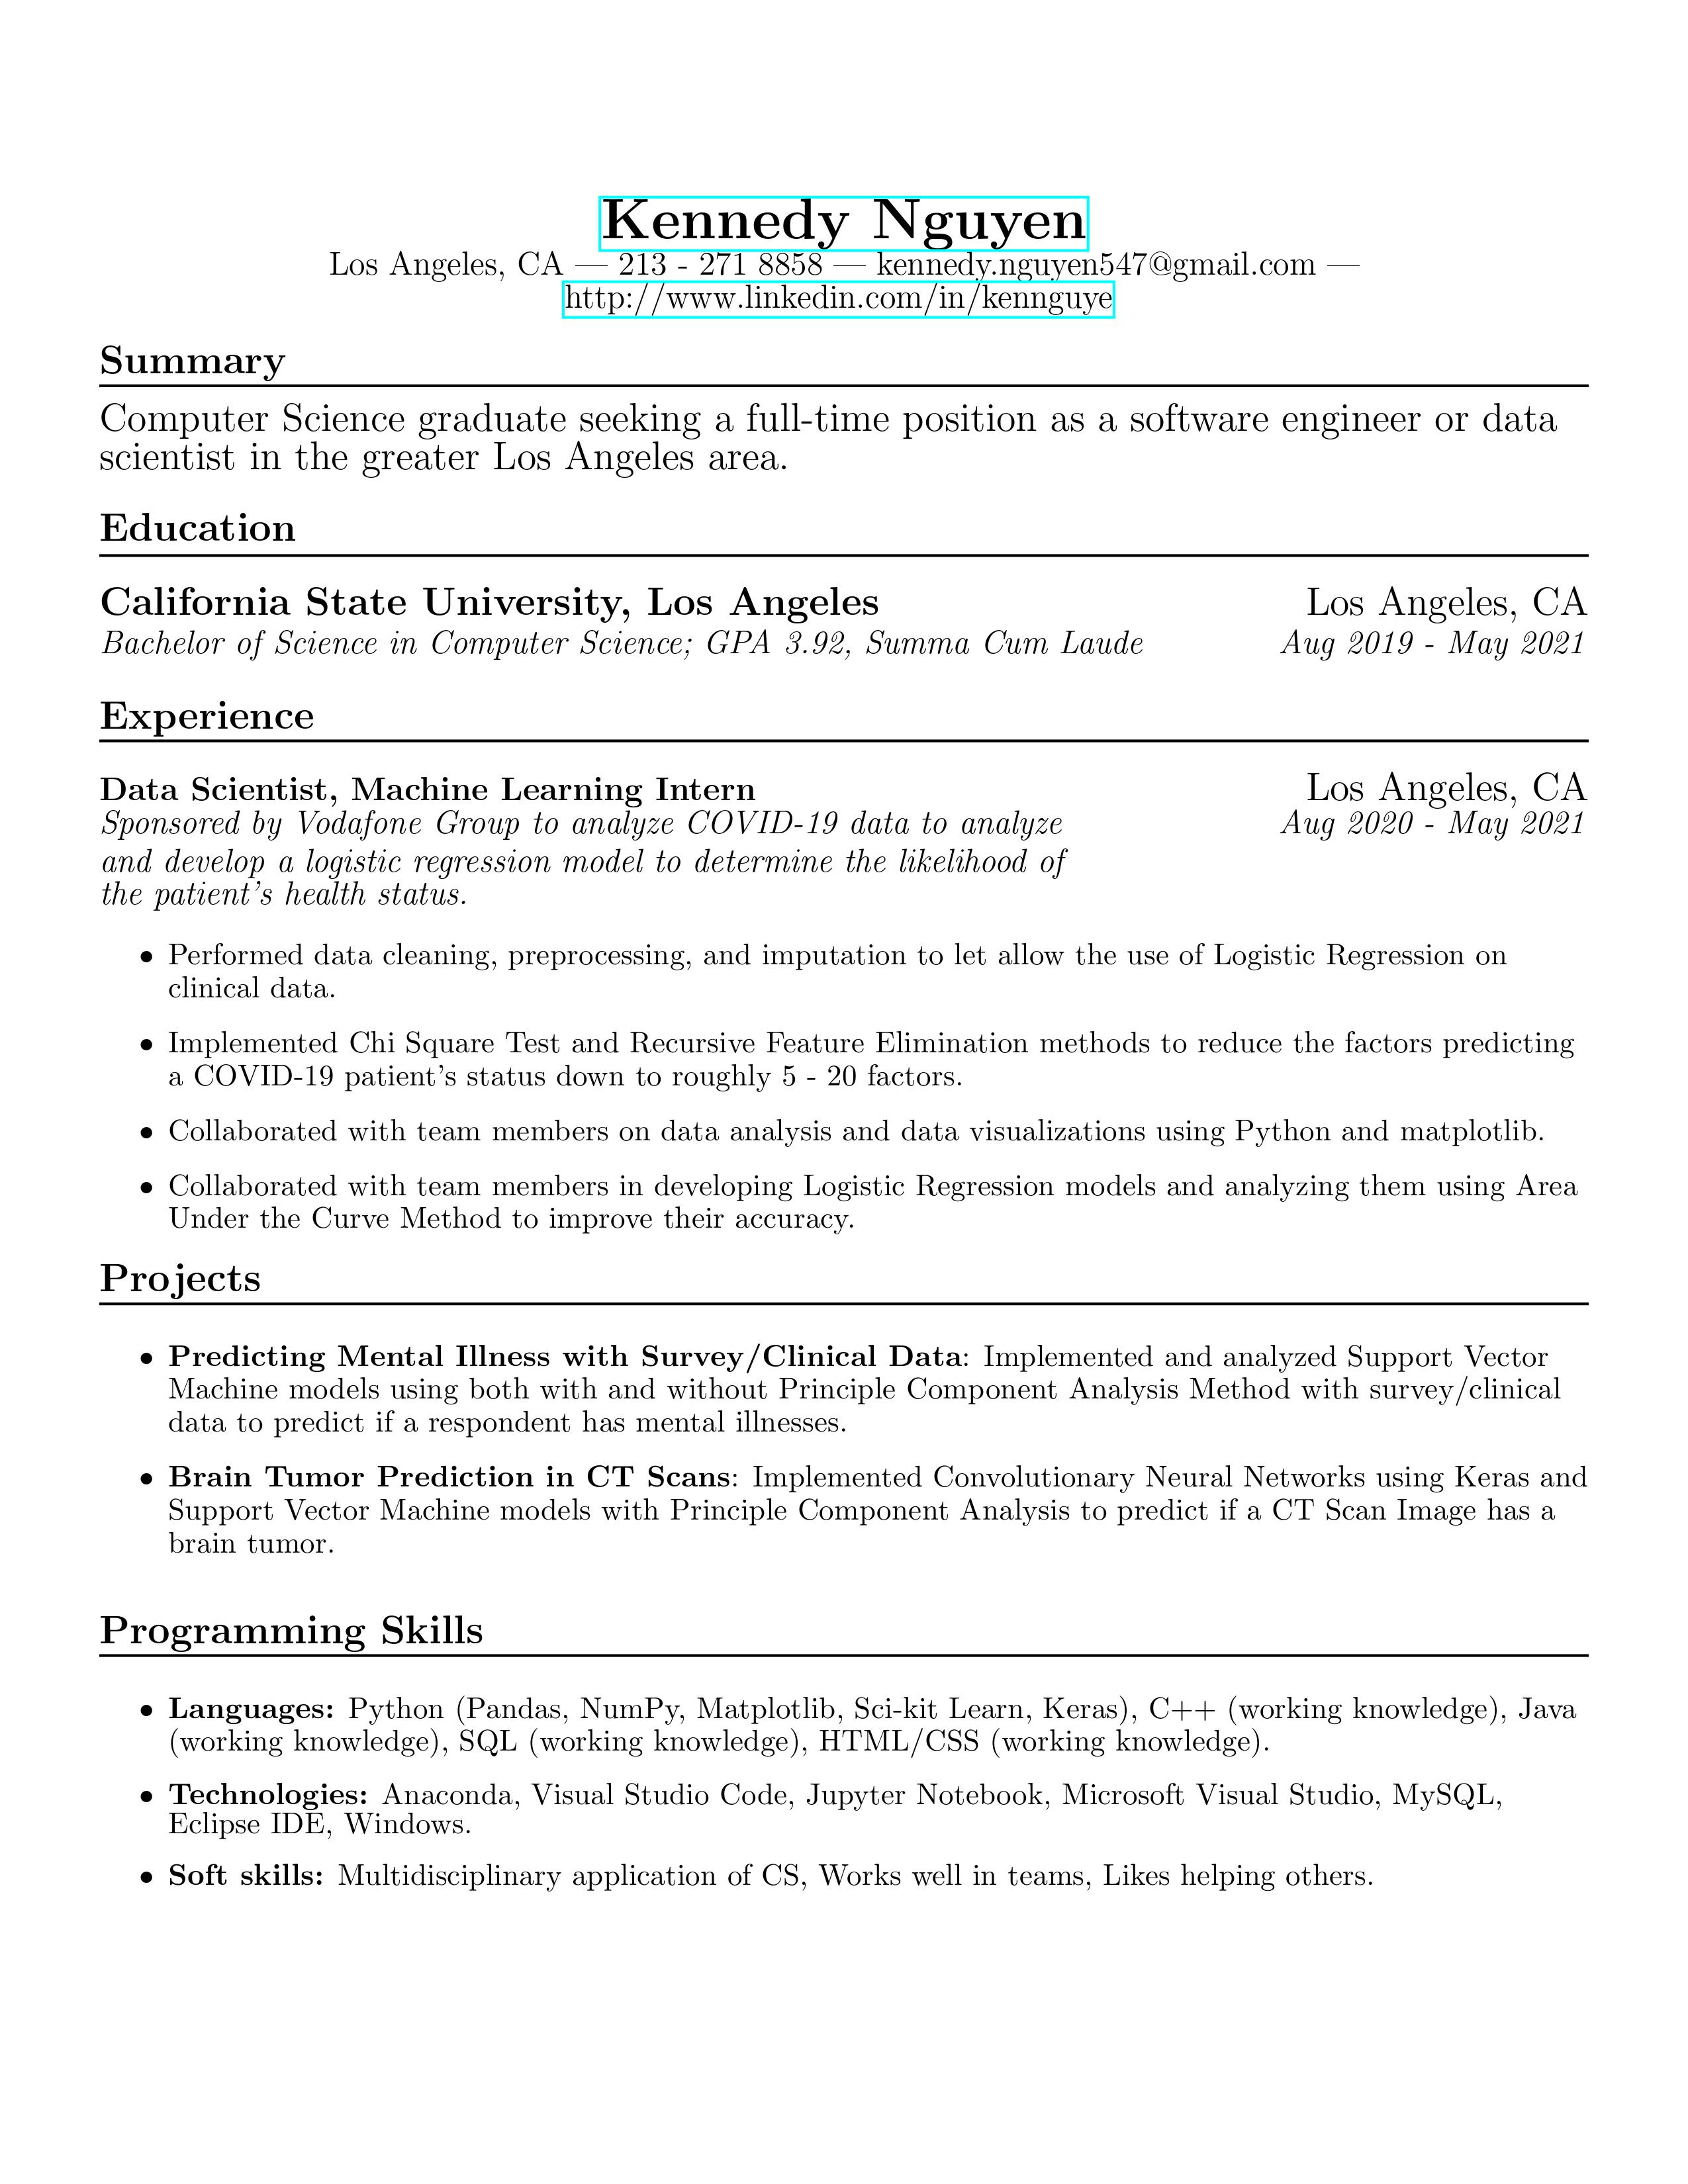 Kennedy Nguyen
Los Angeles, CA — 213 - 271 8858 — kennedy.nguyen547@gmail.com —
http://www.linkedin.com/in/kennguye
Summary
Computer Science graduate seeking a full-time position as a software engineer or data
scientist in the greater Los Angeles area.
Education
California State University, Los Angeles Los Angeles, CA
Bachelor of Science in Computer Science; GPA 3.92, Summa Cum Laude Aug 2019 - May 2021
Experience
Data Scientist, Machine Learning Intern Los Angeles, CA
Sponsored by Vodafone Group to analyze COVID-19 data to analyze Aug 2020 - May 2021
and develop a logistic regression model to determine the likelihood of
the patient's health status.
• Performed data cleaning, preprocessing, and imputation to let allow the use of Logistic Regression on
clinical data.
• Implemented Chi Square Test and Recursive Feature Elimination methods to reduce the factors predicting
a COVID-19 patient's status down to roughly 5 - 20 factors.
• Collaborated with team members on data analysis and data visualizations using Python and matplotlib.
• Collaborated with team members in developing Logistic Regression models and analyzing them using Area
Under the Curve Method to improve their accuracy.
Projects
• Predicting Mental Illness with Survey/Clinical Data: Implemented and analyzed Support Vector
Machine models using both with and without Principle Component Analysis Method with survey/clinical
data to predict if a respondent has mental illnesses.
• Brain Tumor Prediction in CT Scans: Implemented Convolutionary Neural Networks using Keras and
Support Vector Machine models with Principle Component Analysis to predict if a CT Scan Image has a
brain tumor.
Programming Skills
• Languages: Python (Pandas, NumPy, Matplotlib, Sci-kit Learn, Keras), C++ (working knowledge), Java
(working knowledge), SQL (working knowledge), HTML/CSS (working knowledge).
• Technologies: Anaconda, Visual Studio Code, Jupyter Notebook, Microsoft Visual Studio, MySQL,
Eclipse IDE, Windows.
• Soft skills: Multidisciplinary application of CS, Works well in teams, Likes helping others.